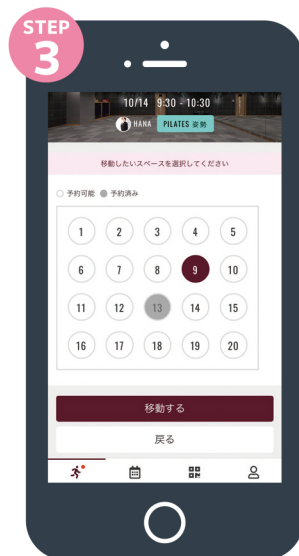 STEP
3
10/14 9:30 - 10:30
HANA PILATES 姿勢
移動したいスペースを選択してください
予約可能 予約済み
1 2 3 4 5
6 7 8 9 10
11 12 13 14 15
16 17 18 19 20
移動する
戻る